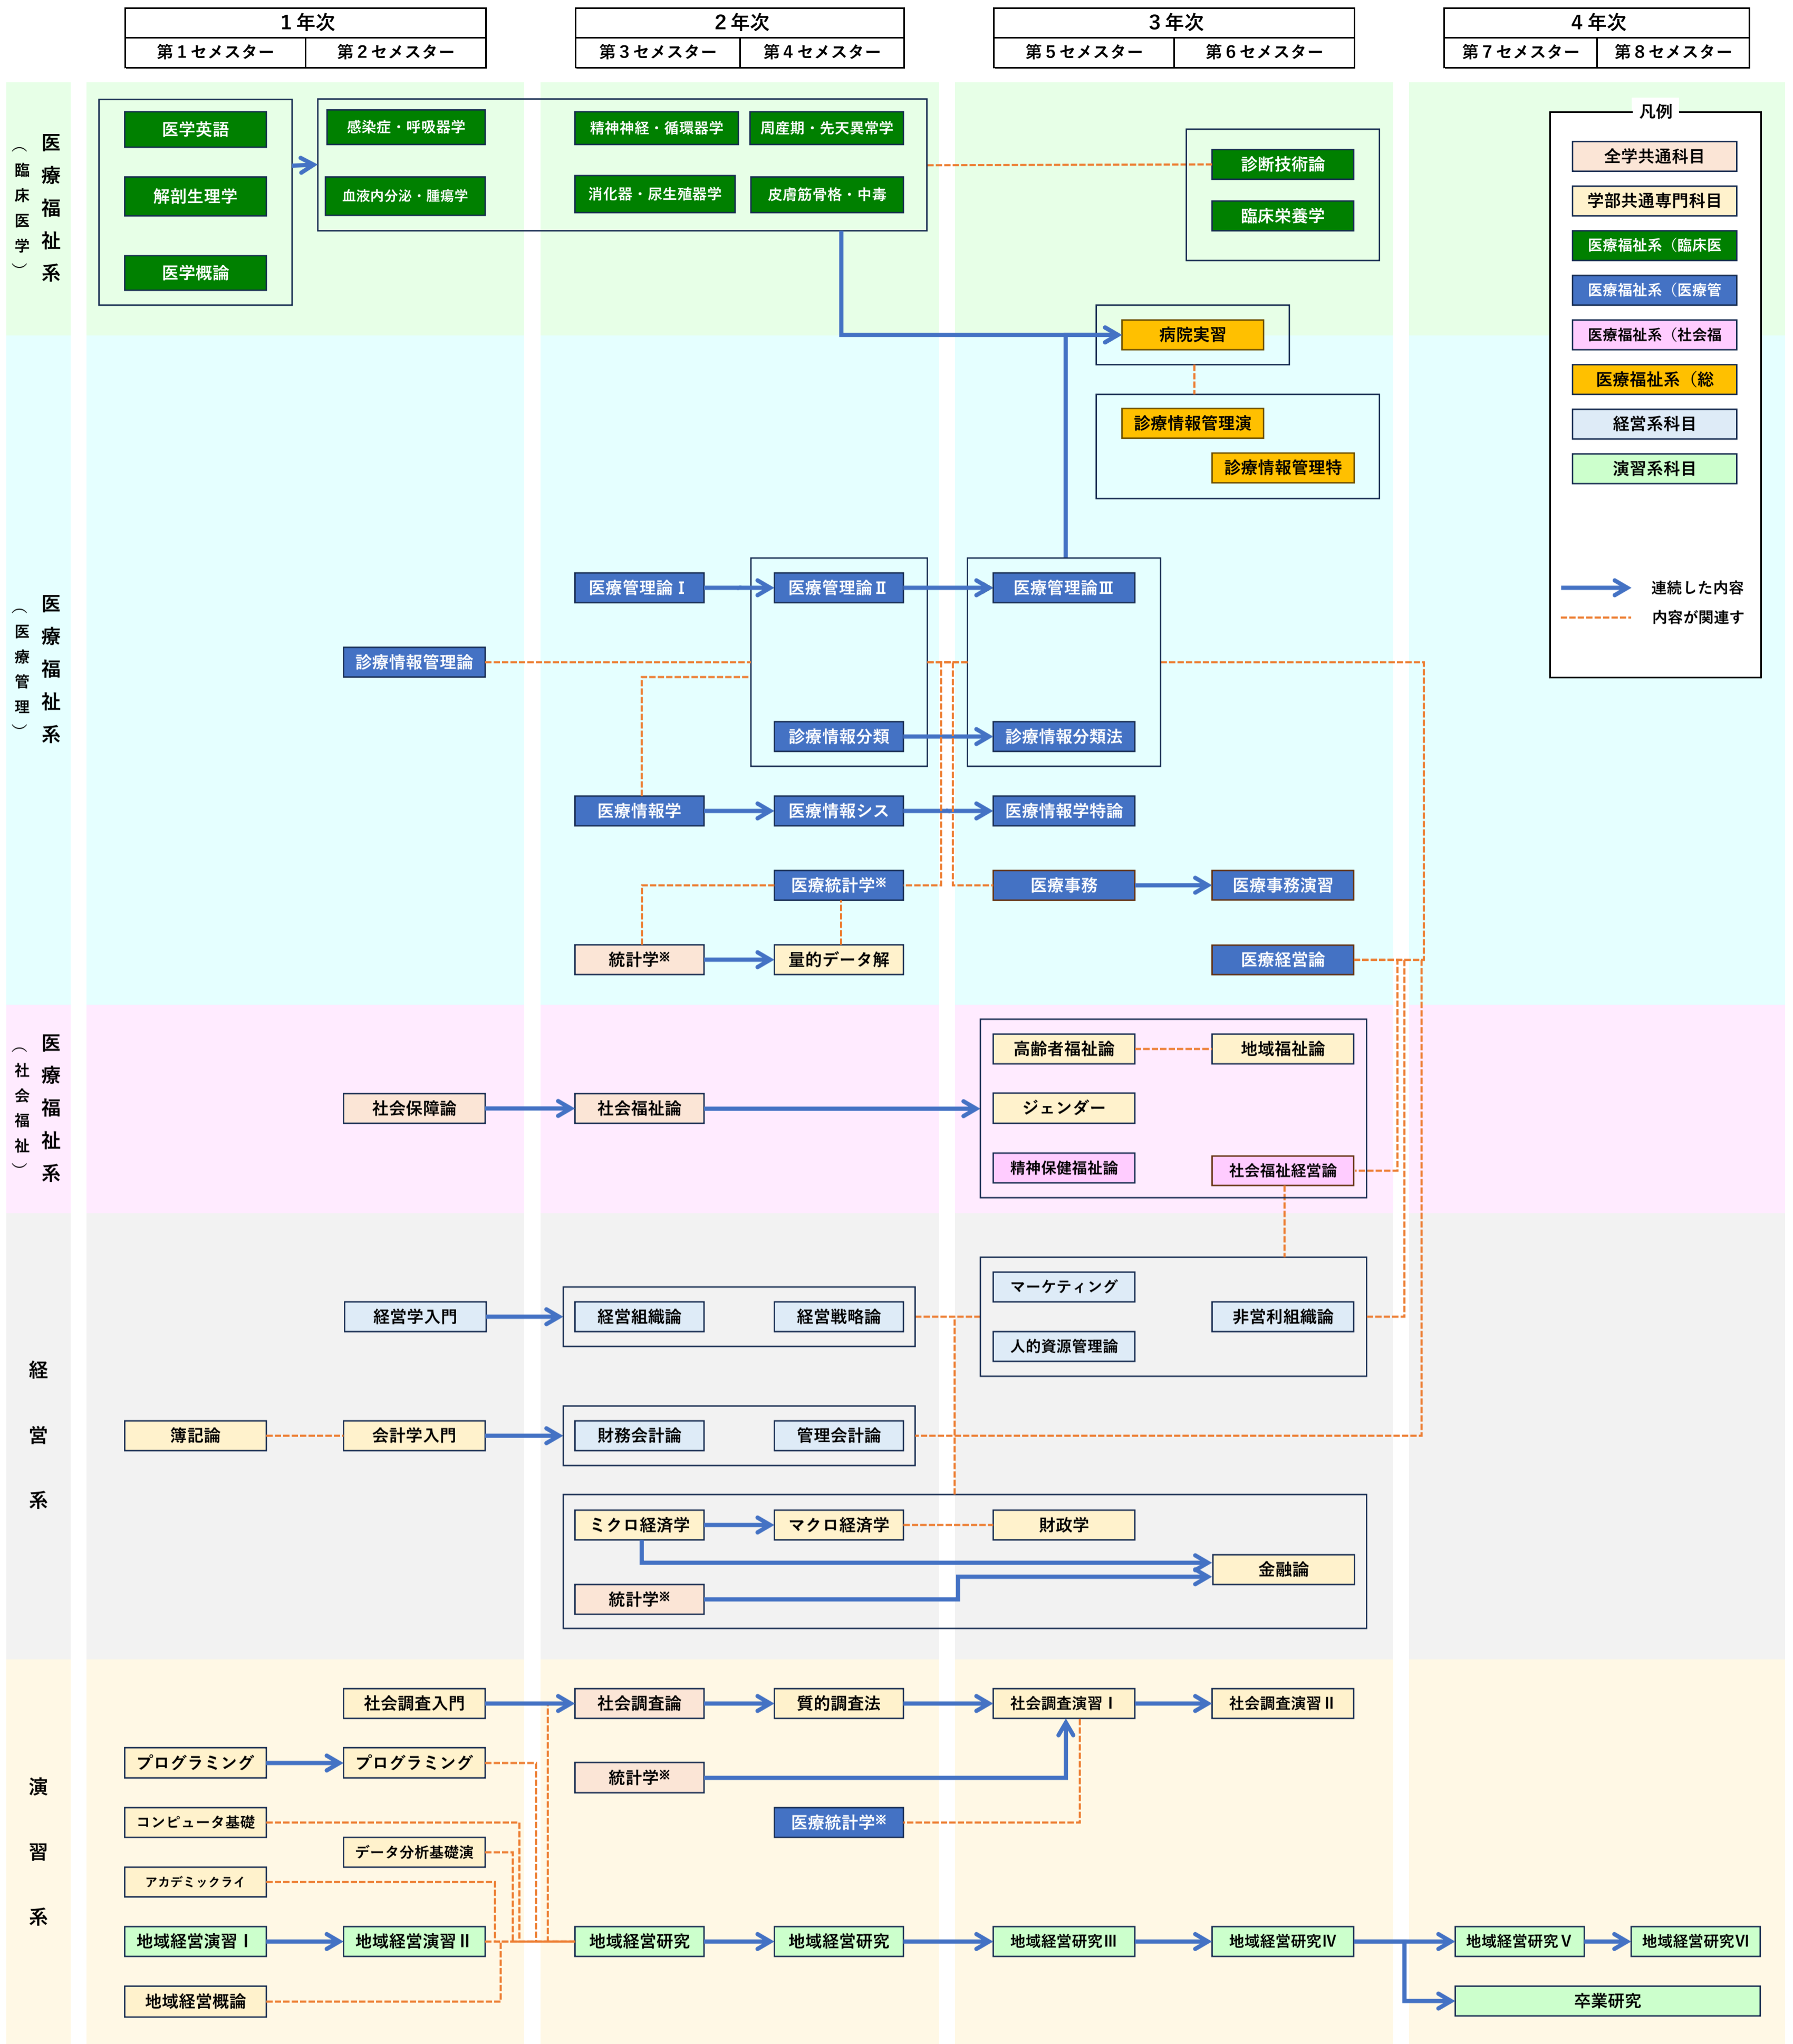 1年次
2年次
3年次
4年次
第1セメスター
第2セメスター
第3セメスター
第4セメスター
第5セメスター
第6セメスター
第7セメスター
第8セメスター
医療福祉系
（臨床医学）
医学英語
解剖生理学
医学概論
感染症・呼吸器学
血液内分泌・腫瘍学
精神神経・循環器学
周産期・先天異常学
消化器・尿生殖器学
皮膚筋骨格・中毒
診断技術論
臨床栄養学
病院実習
診療情報管理演
診療情報管理特
凡例
全学共通科目
学部共通専門科目
医療福祉系（臨床医
医療福祉系（医療管
医療福祉系（社会福
医療福祉系（総
経営系科目
演習系科目
連続した内容
内容が関連す
医療福祉系
（医療管理）
医療管理論Ⅰ
医療管理論Ⅱ
医療管理論Ⅲ
診療情報管理論
診療情報分類
診療情報分類法
医療情報学
医療情報シス
医療情報学特論
医療統計学※
医療事務
医療事務演習
統計学※
量的データ解
医療経営論
医療福祉系
（社会福祉）
高齢者福祉論
地域福祉論
社会保障論
社会福祉論
ジェンダー
精神保健福祉論
社会福祉経営論
経営系
経営学入門
経営組織論
経営戦略論
マーケティング
人的資源管理論
非営利組織論
簿記論
会計学入門
財務会計論
管理会計論
ミクロ経済学
マクロ経済学
財政学
金融論
統計学※
演習系
社会調査入門
社会調査論
質的調査法
社会調査演習Ⅰ
社会調査演習Ⅱ
プログラミング
プログラミング
統計学※
コンピュータ基礎
医療統計学※
データ分析基礎演
アカデミックライ
地域経営演習Ⅰ
地域経営演習Ⅱ
地域経営研究
地域経営研究
地域経営研究Ⅲ
地域経営研究Ⅳ
地域経営研究Ⅴ
地域経営研究Ⅵ
地域経営概論
卒業研究